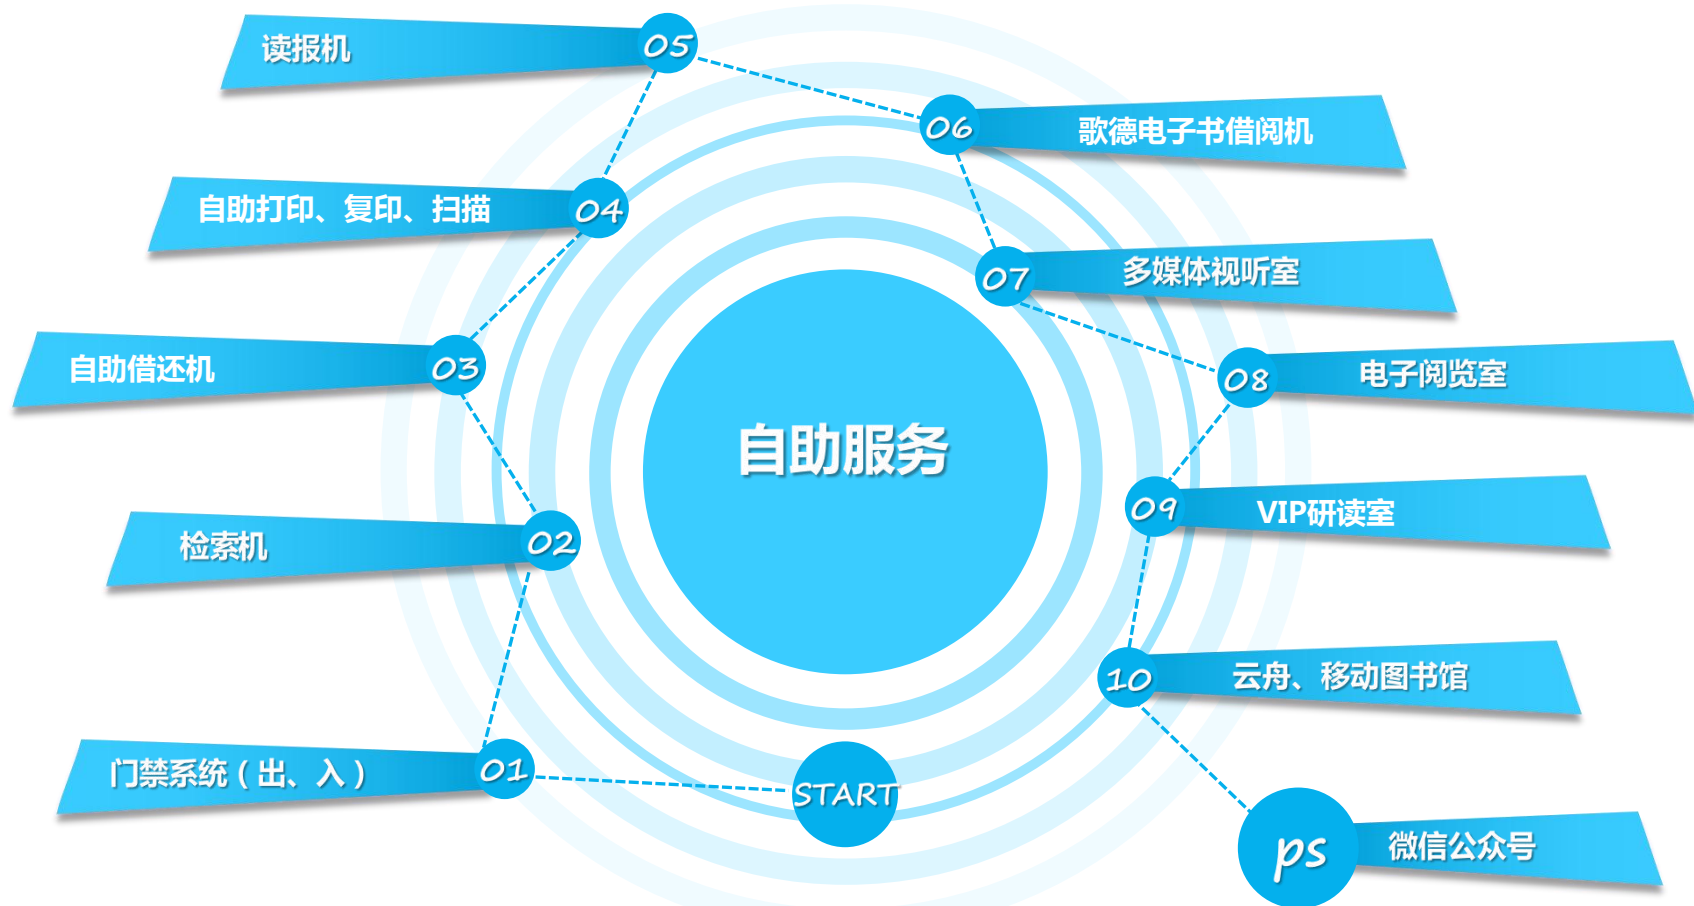 自助服务
START
01
门禁系统（出、入）
02
检索机
03
自助借还机
04
自助打印、复印、扫描
05
读报机
06
歌德电子书借阅机
07
多媒体视听室
08
电子阅览室
09
VIP研读室
10
云舟、移动图书馆
ps
微信公众号